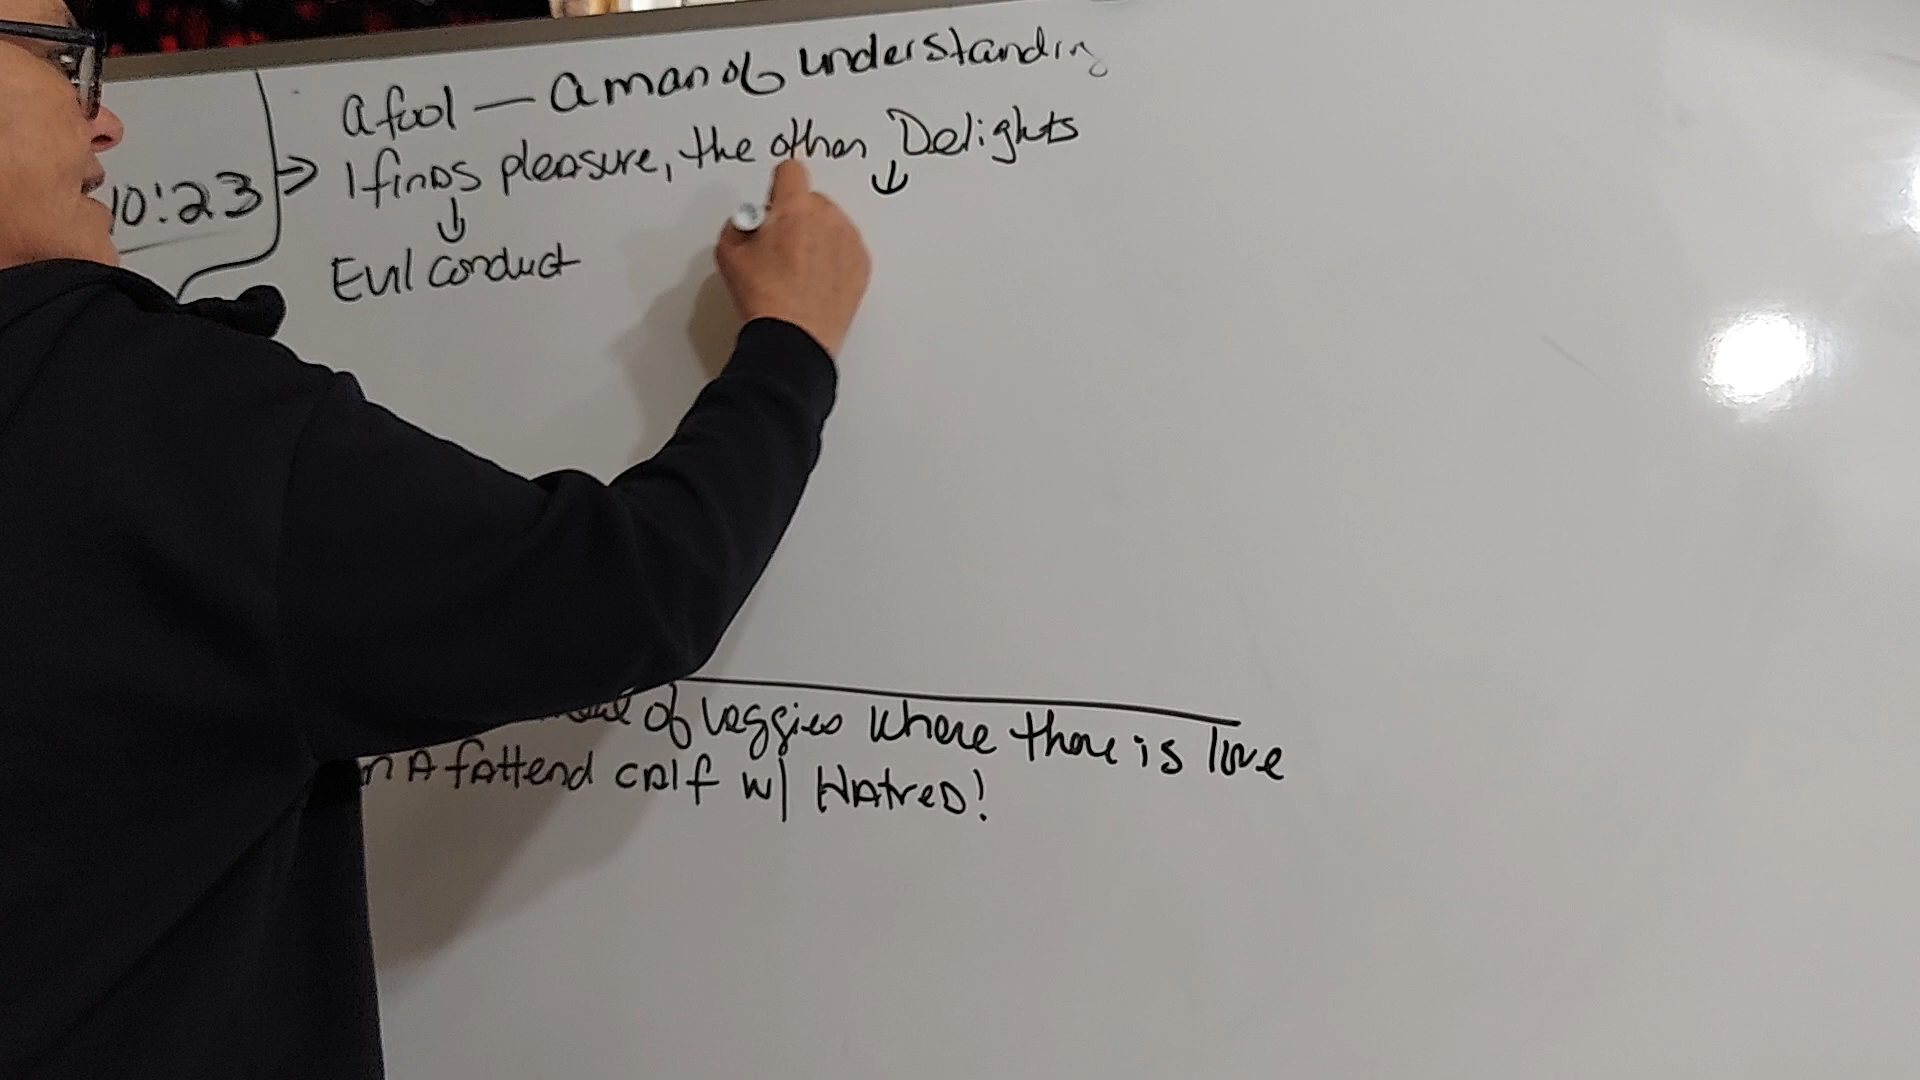 a fool — a man of understanding
10:23 → 1 finds pleasure, the other Delights
↓ ↓
Evil conduct
of veggies where there is love
A fattend calf w/ Hatred!